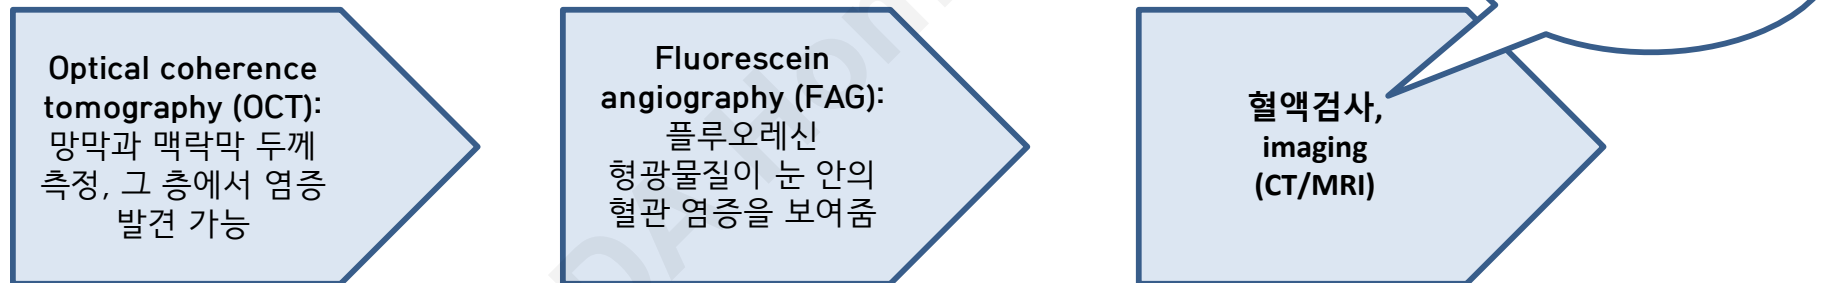 Optical coherence
tomography (OCT):
망막과 맥락막 두께
측정, 그 층에서 염증
발견 가능
Fluorescein
angiography (FAG):
플루오레신
형광물질이 눈 안의
혈관 염증을 보여줌
혈액검사,
imaging
(CT/MRI)